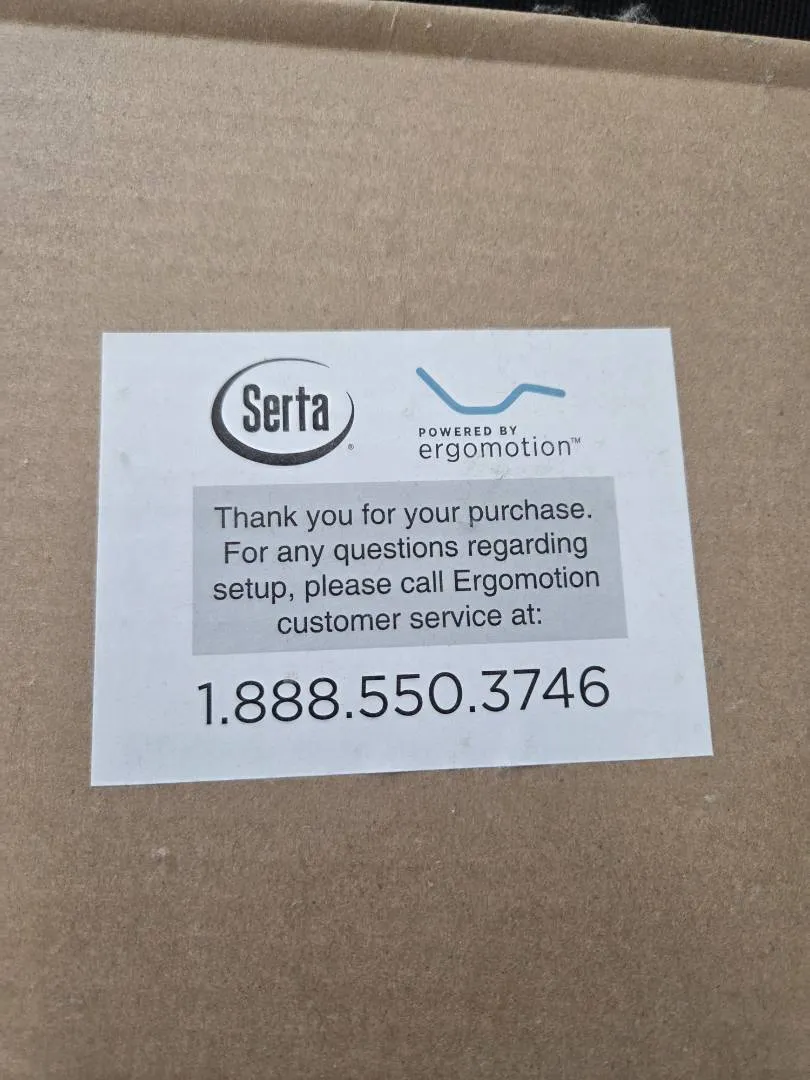 Serta®
POWERED BY
ergomotion™
Thank you for your purchase.
For any questions regarding
setup, please call Ergomotion
customer service at:
1.888.550.3746